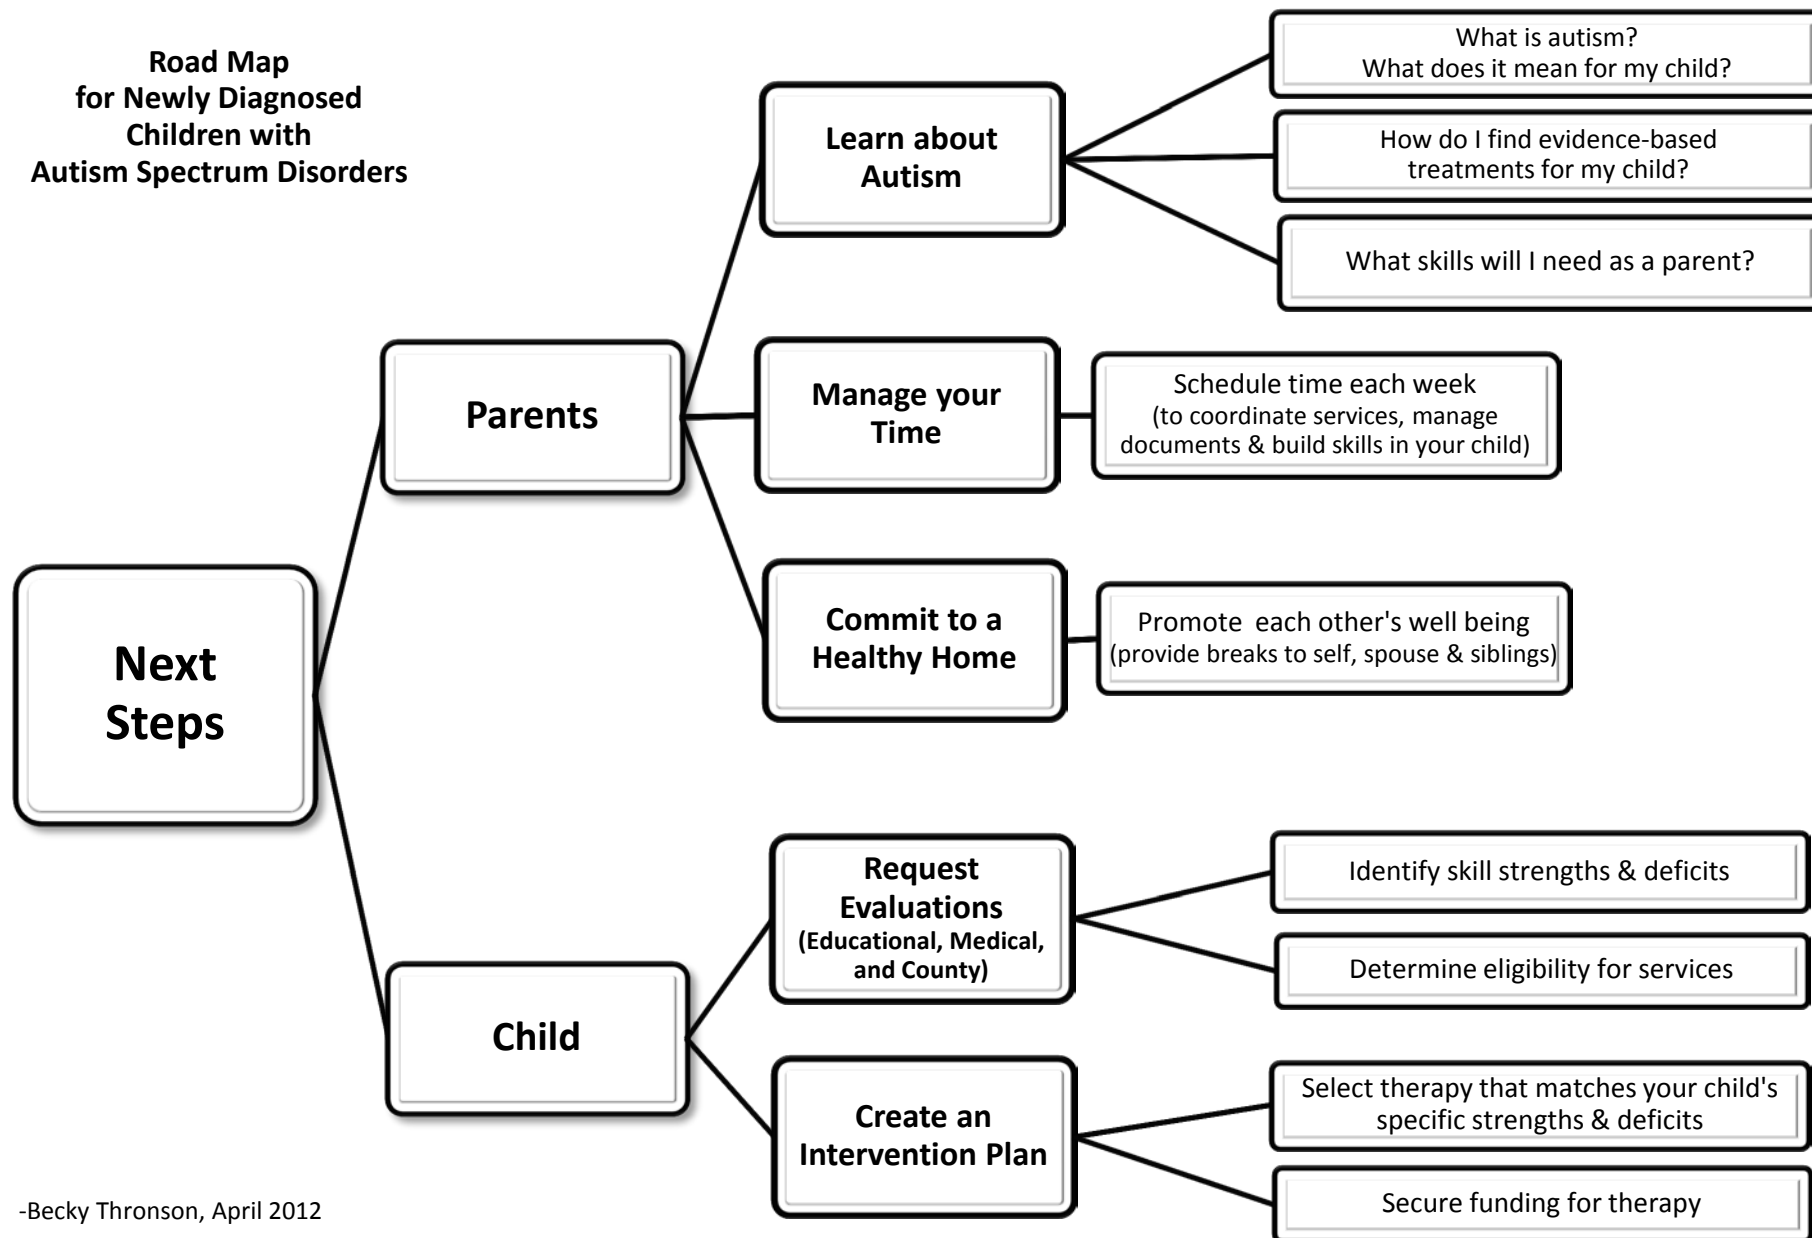 Road Map
for Newly Diagnosed
Children with
Autism Spectrum Disorders
What is autism?
What does it mean for my child?
Learn about
Autism
How do I find evidence-based
treatments for my child?
What skills will I need as a parent?
Parents
Manage your
Time
Schedule time each week
(to coordinate services, manage
documents & build skills in your child)
Commit to a
Healthy Home
Promote each other's well being
(provide breaks to self, spouse & siblings)
Next
Steps
Request
Evaluations
(Educational, Medical,
and County)
Identify skill strengths & deficits
Determine eligibility for services
Child
Create an
Intervention Plan
Select therapy that matches your child's
specific strengths & deficits
Secure funding for therapy
-Becky Thronson, April 2012